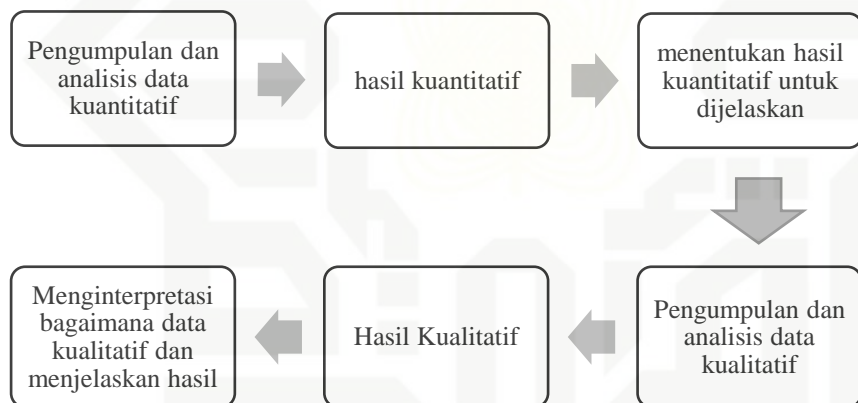 Pengumpulan dan
analisis data
kuantitatif
hasil kuantitatif
menentukan hasil
kuantitatif untuk
dijelaskan
Pengumpulan dan
analisis data
kualitatif
Hasil Kualitatif
Menginterpretasi
bagaimana data
kualitatif dan
menjelaskan hasil